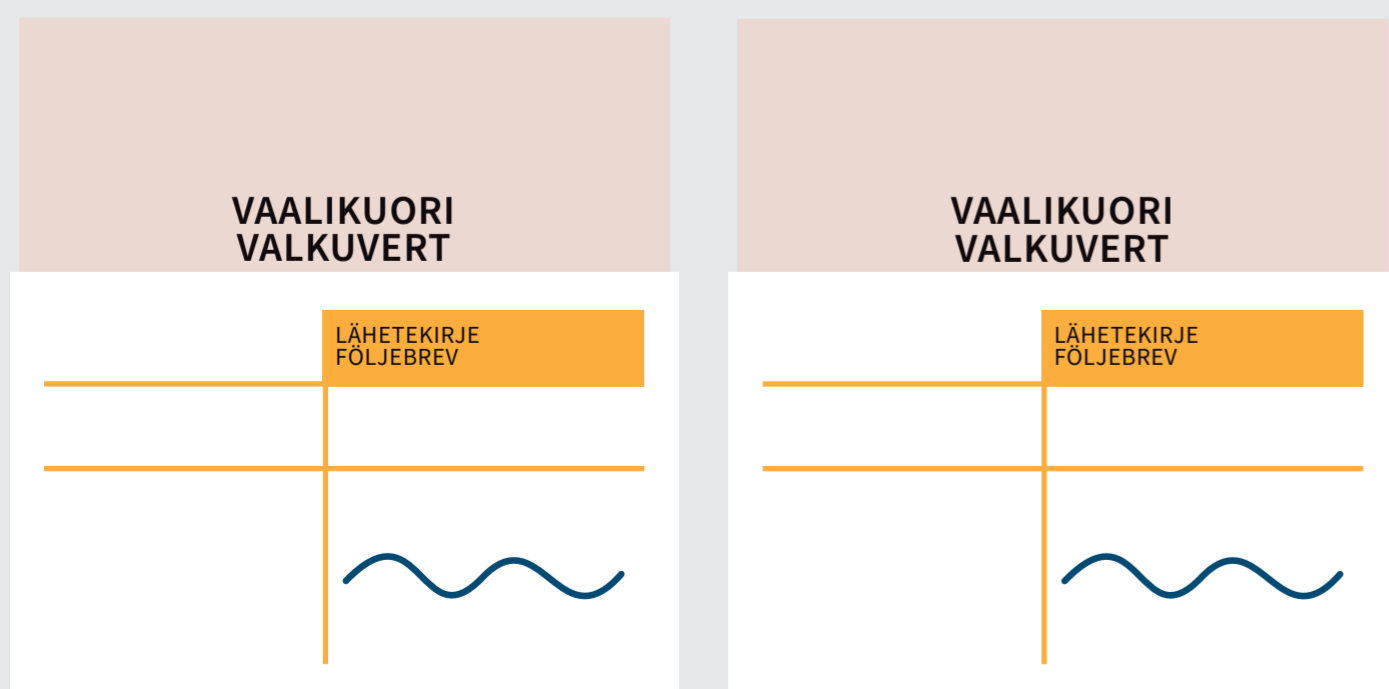 VAALIKUORI
VALKUVERT
LÄHETEKIRJE
FÖLJEBREV
VAALIKUORI
VALKUVERT
LÄHETEKIRJE
FÖLJEBREV